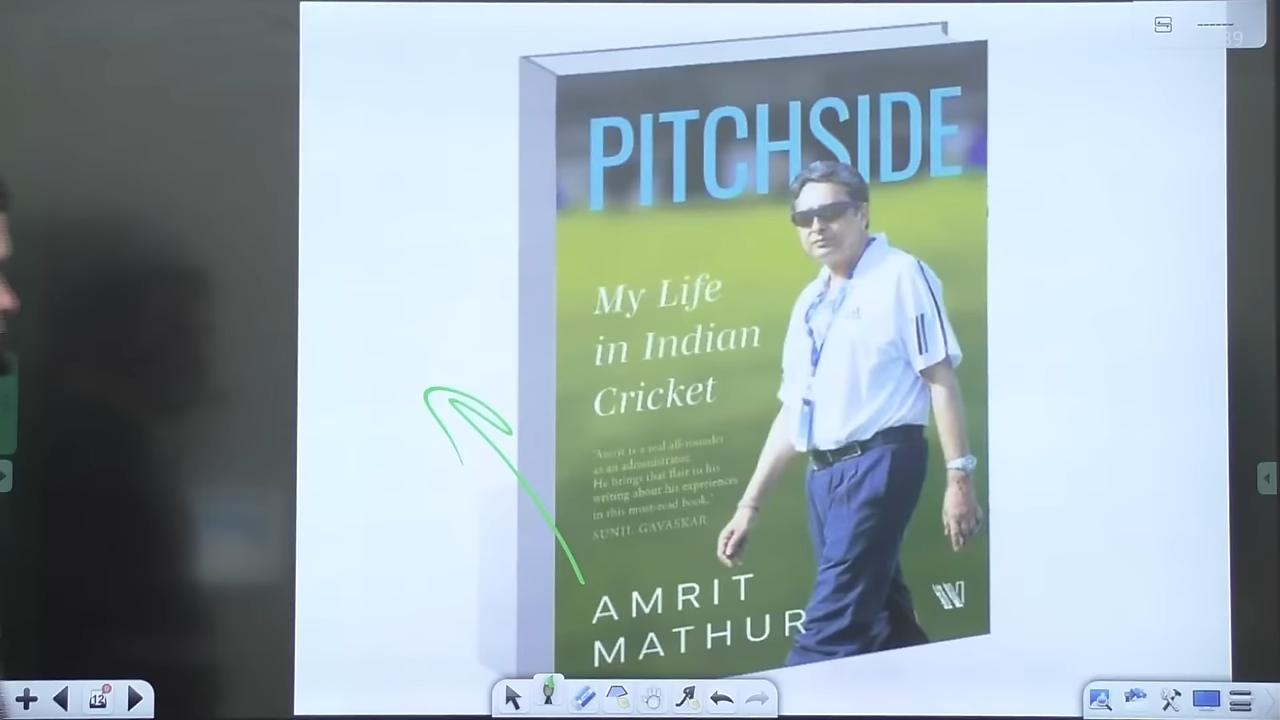 PITCHSIDE
My Life
in Indian
Cricket
'Amrit is a real all-rounder
as an administrator.
He brings that flair to his
writing about his experiences
in this must-read book.'
SUNIL GAVASKAR
AMRIT
MATHUR
12